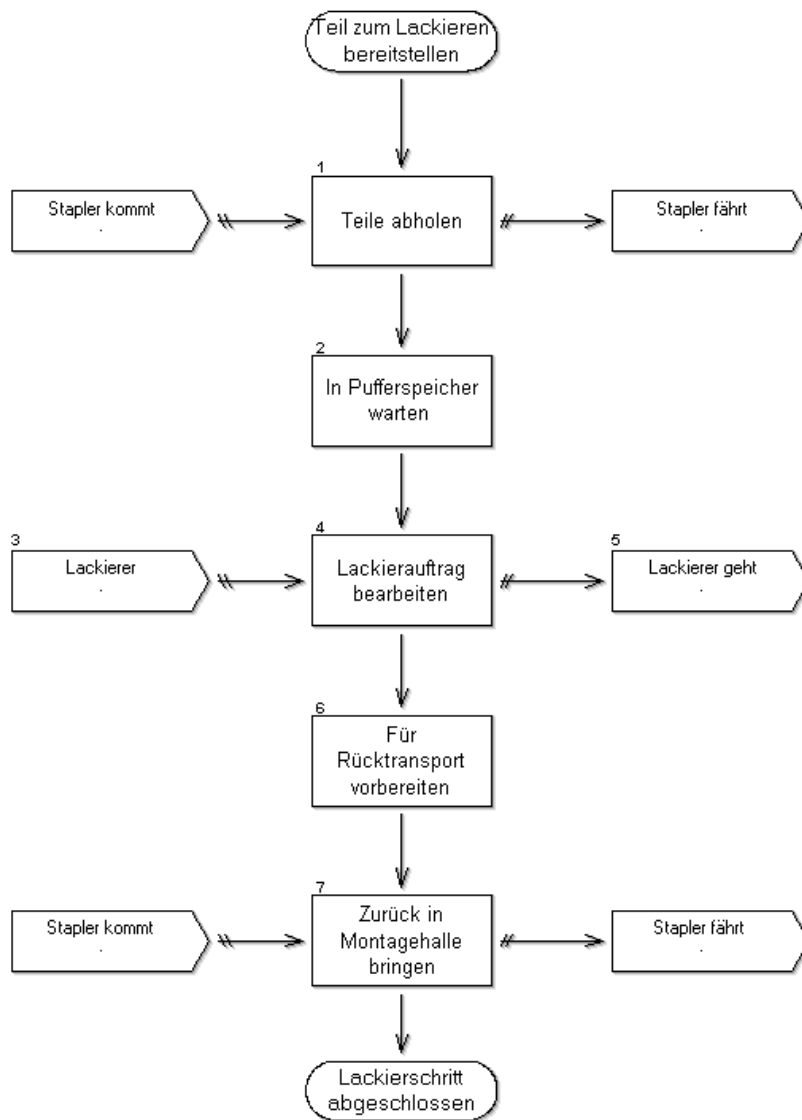 Teil zum Lackieren
bereitstellen
1
Stapler kommt
.
Teile abholen
Stapler fährt
.
2
In Pufferspeicher
warten
3
Lackierer
.
4
Lackierauftrag
bearbeiten
5
Lackierer geht
.
6
Für
Rücktransport
vorbereiten
Stapler kommt
.
7
Zurück in
Montagehalle
bringen
Stapler fährt
.
Lackierschritt
abgeschlossen